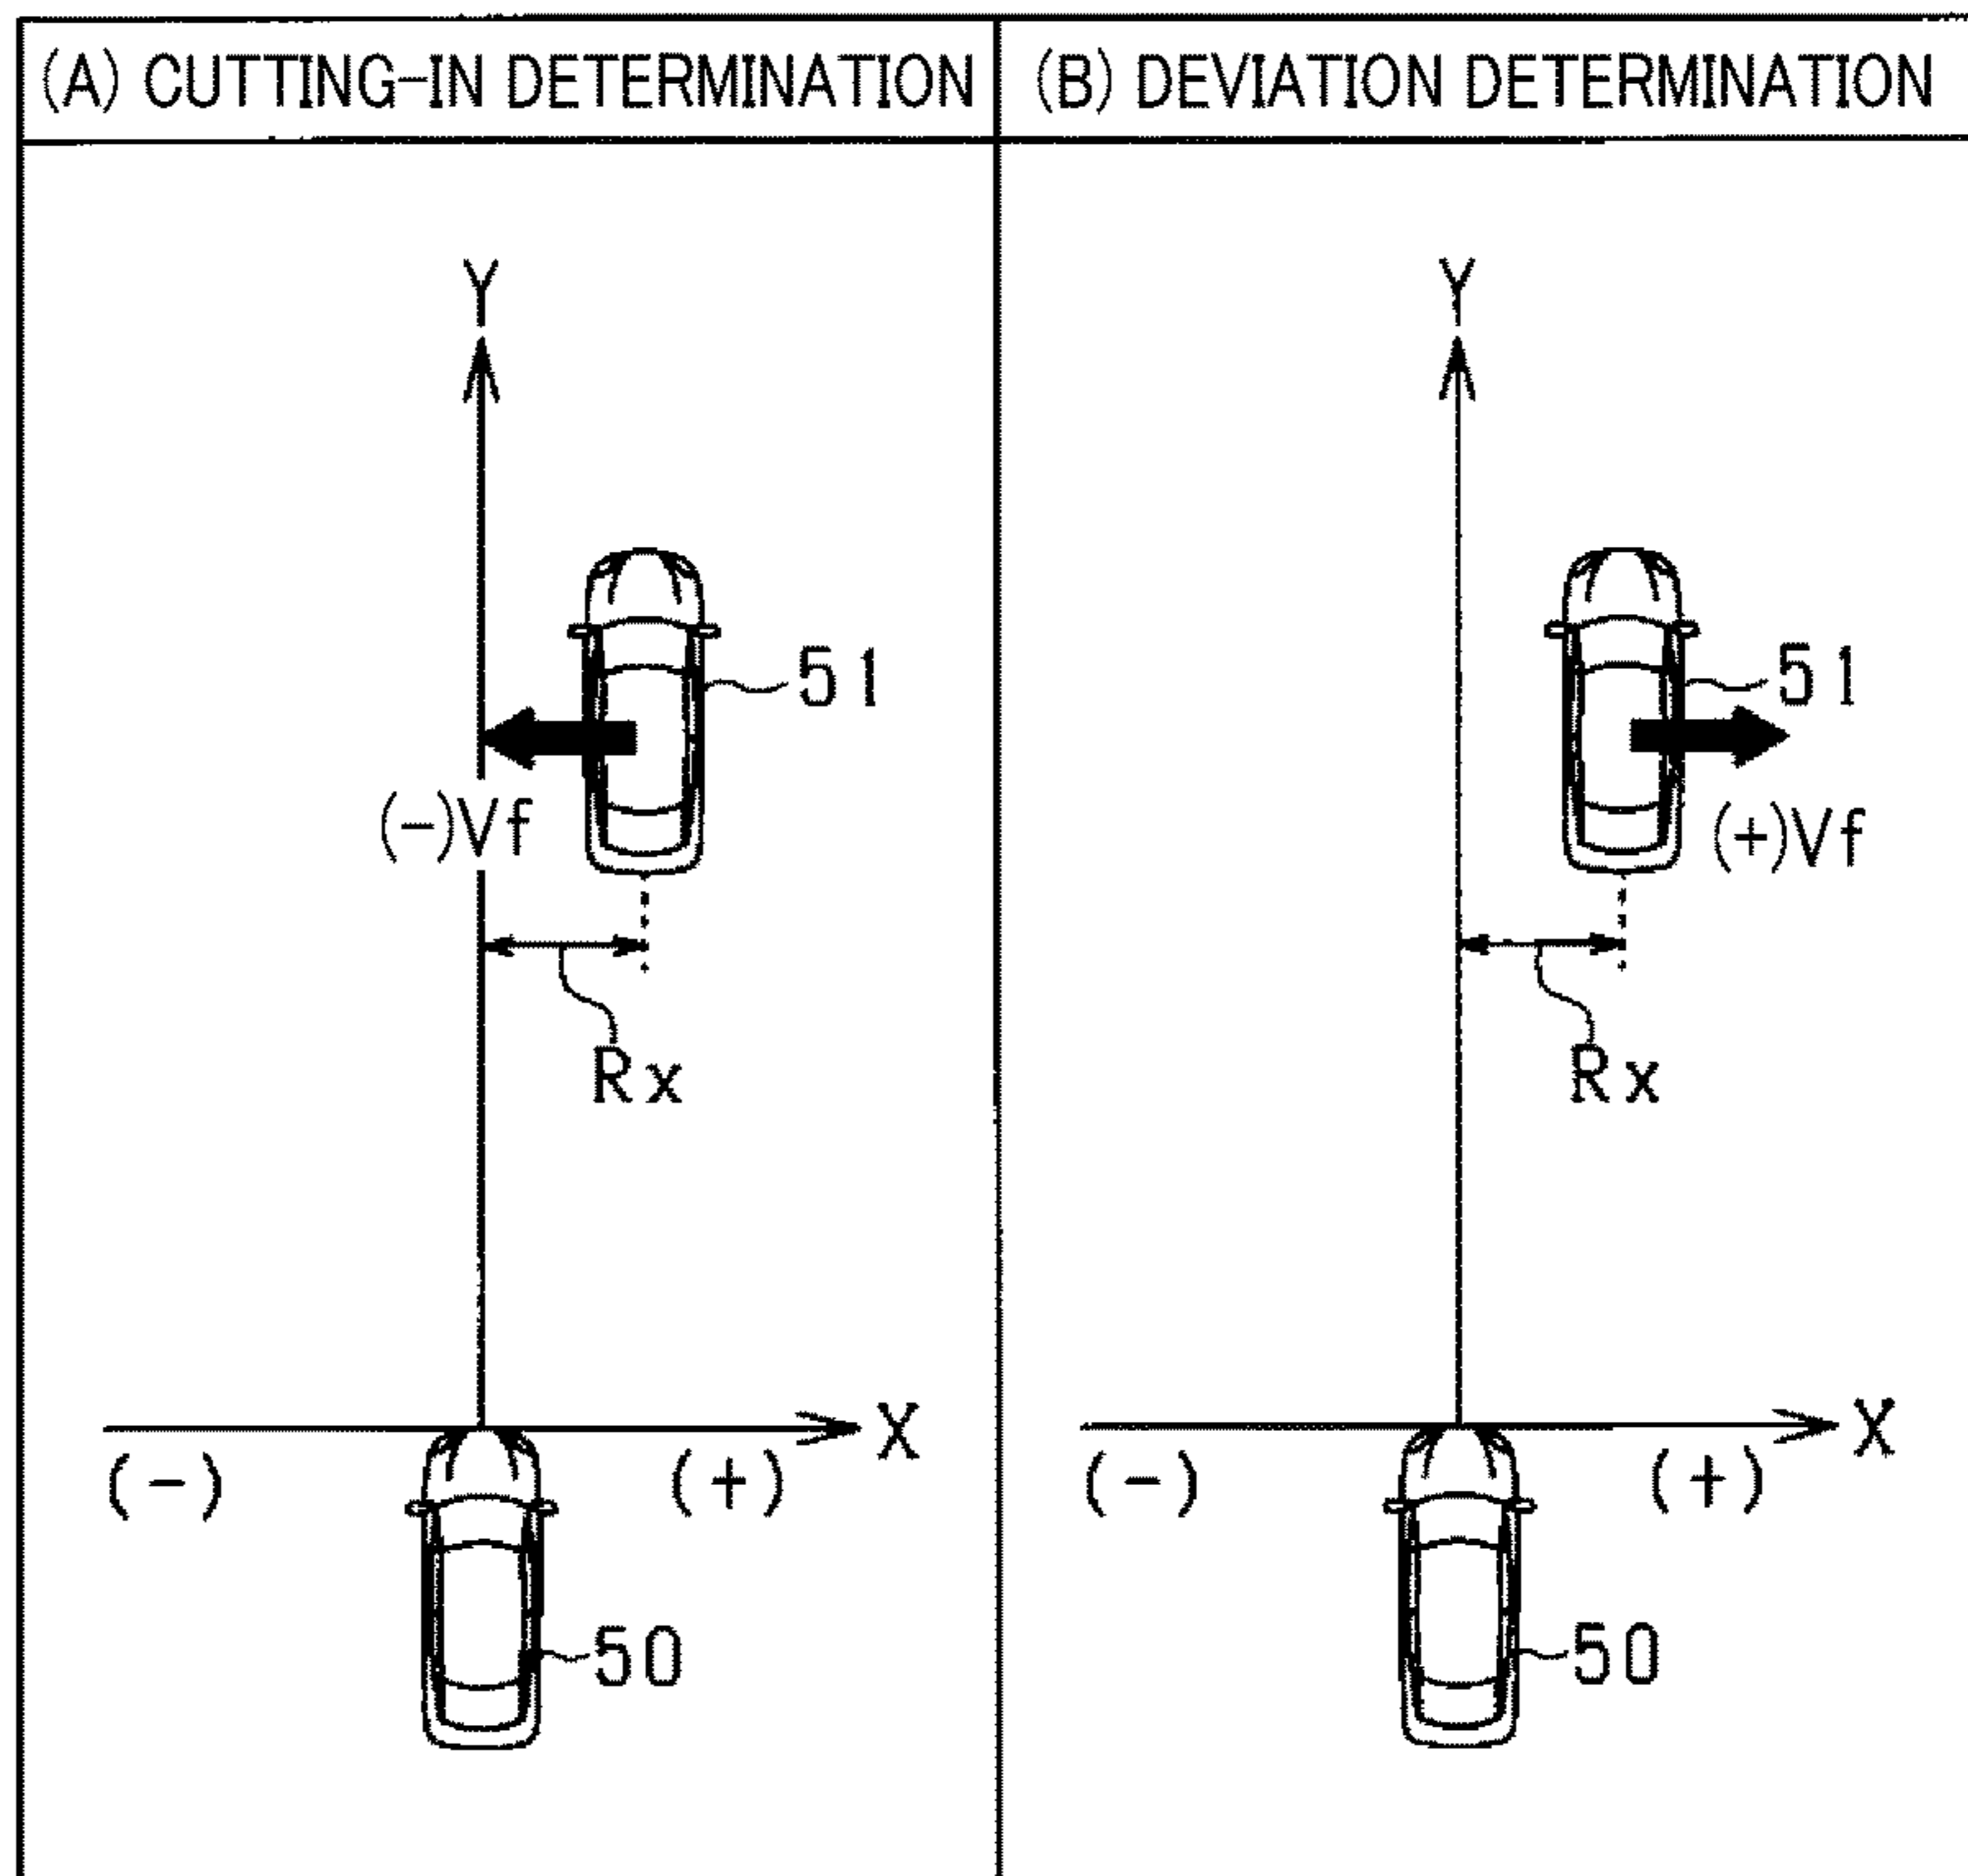 (A) CUTTING-IN DETERMINATION
Y
51
(-)Vf
Rx
X
(-)
(+)
50
(B) DEVIATION DETERMINATION
Y
51
(+)Vf
Rx
X
(-)
(+)
50